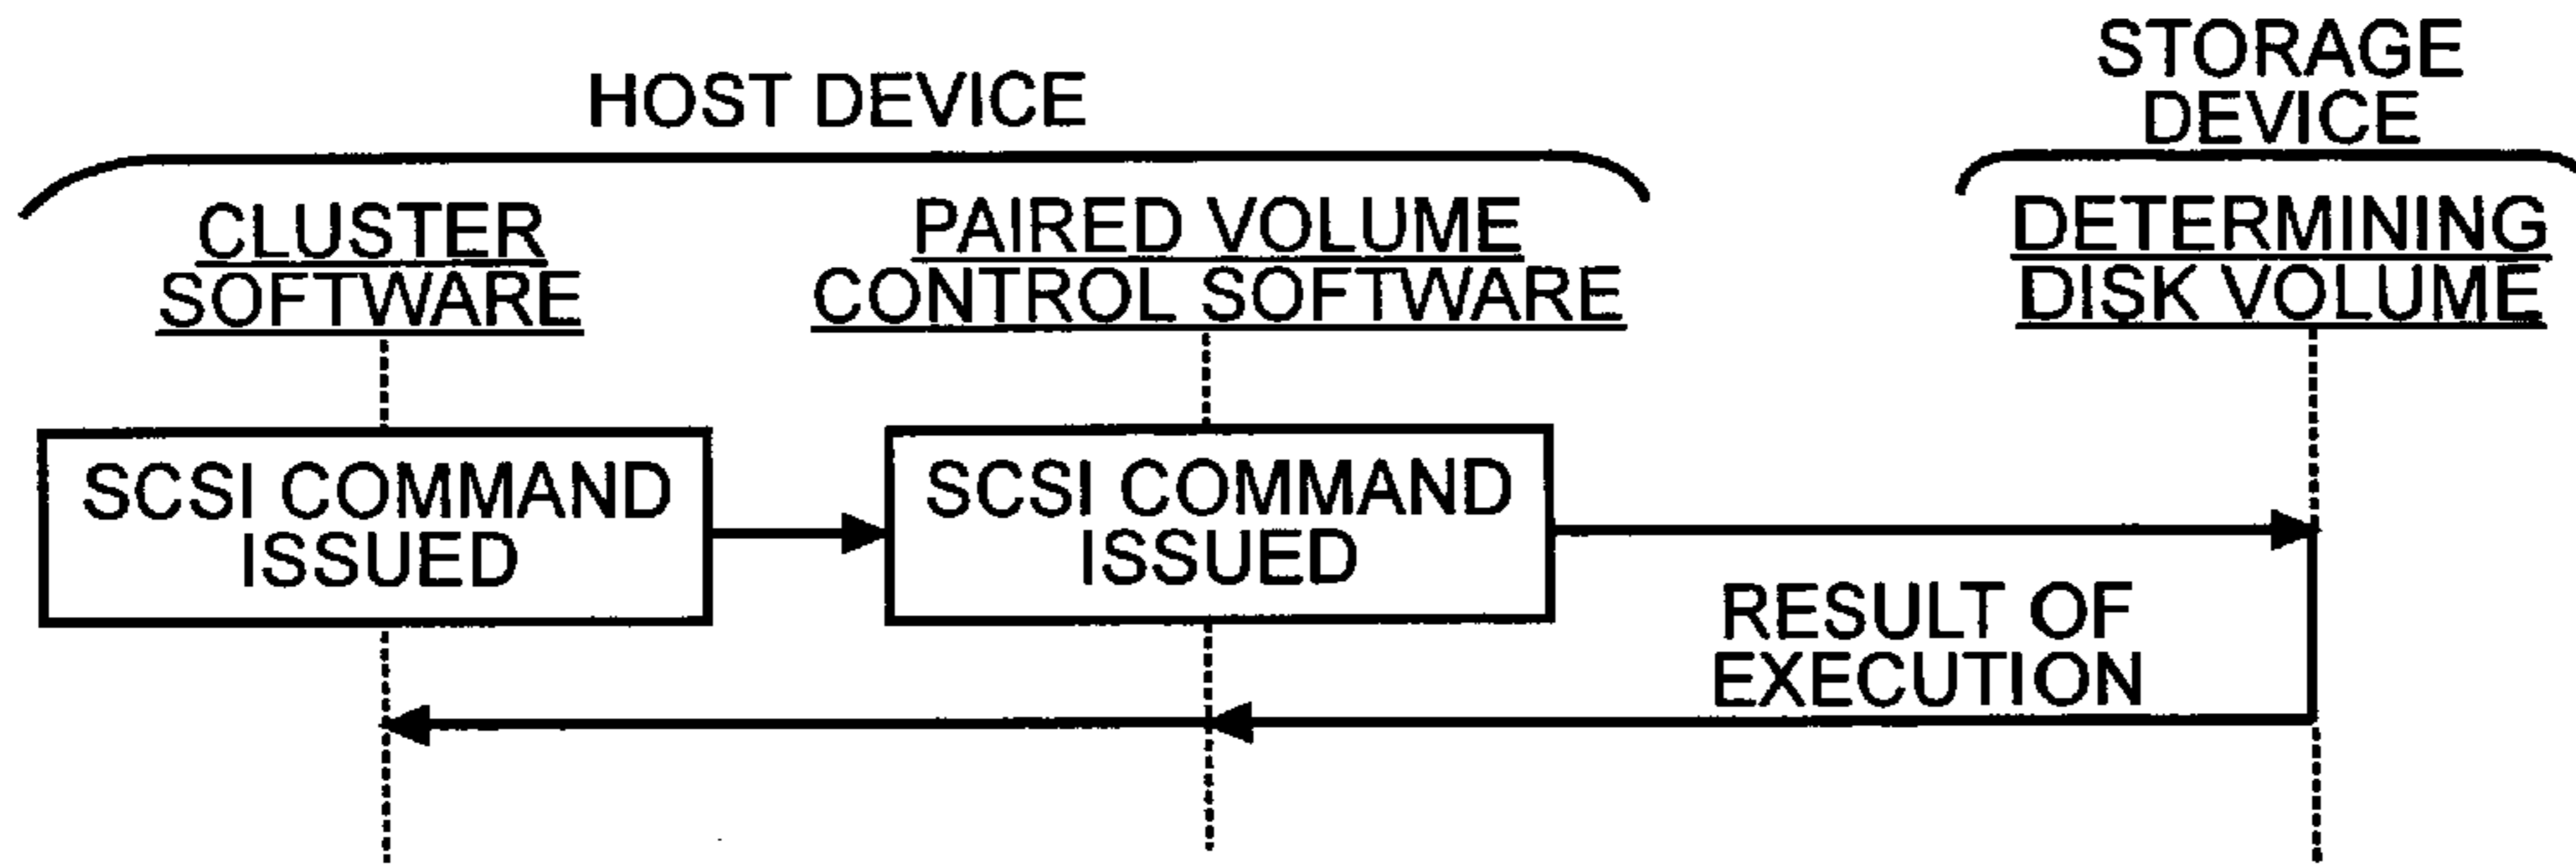 HOST DEVICE
STORAGE
DEVICE
CLUSTER
SOFTWARE
PAIRED VOLUME
CONTROL SOFTWARE
DETERMINING
DISK VOLUME
SCSI COMMAND
ISSUED
SCSI COMMAND
ISSUED
RESULT OF
EXECUTION